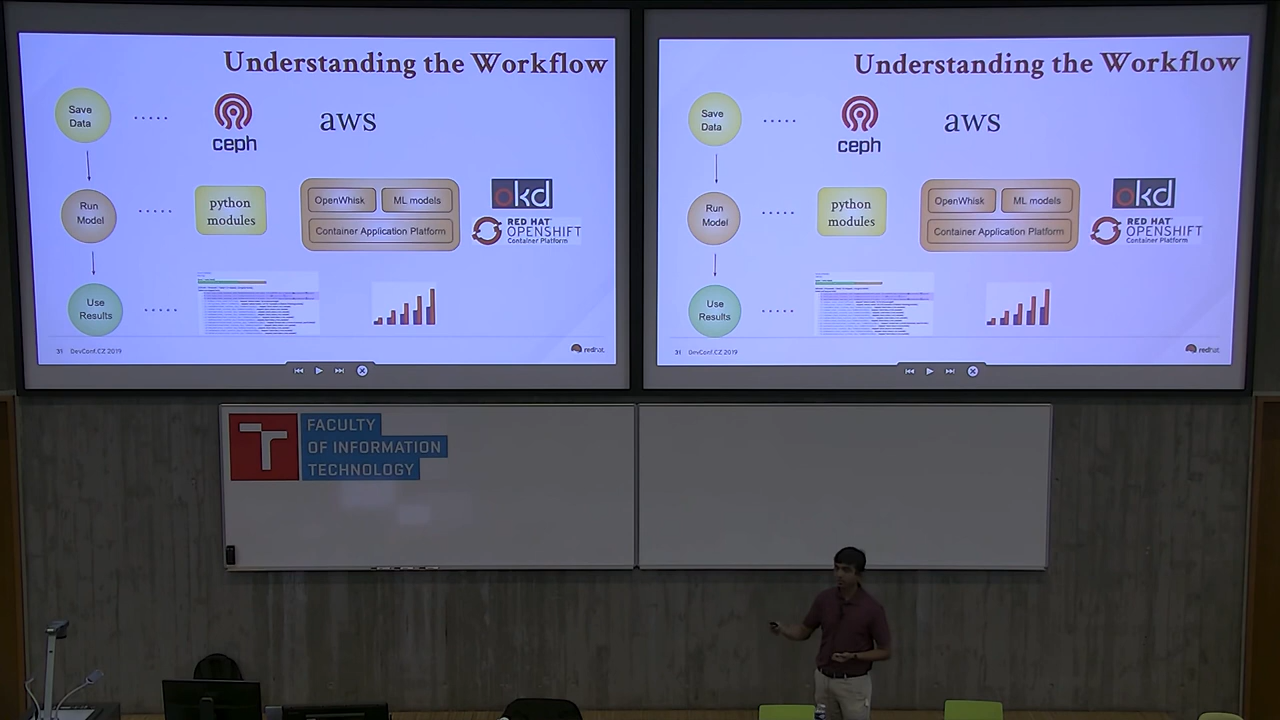 Understanding the Workflow
Save
Data
ceph
aws
Run
Model
python
modules
OpenWhisk
ML models
Container Application Platform
okd
RED HAT
OPENSHIFT
Container Platform
Use
Results
31 DevConf.CZ 2019
redhat
Understanding the Workflow
Save
Data
ceph
aws
Run
Model
python
modules
OpenWhisk
ML models
Container Application Platform
okd
RED HAT
OPENSHIFT
Container Platform
Use
Results
31 DevConf.CZ 2019
redhat
FACULTY
OF INFORMATION
TECHNOLOGY